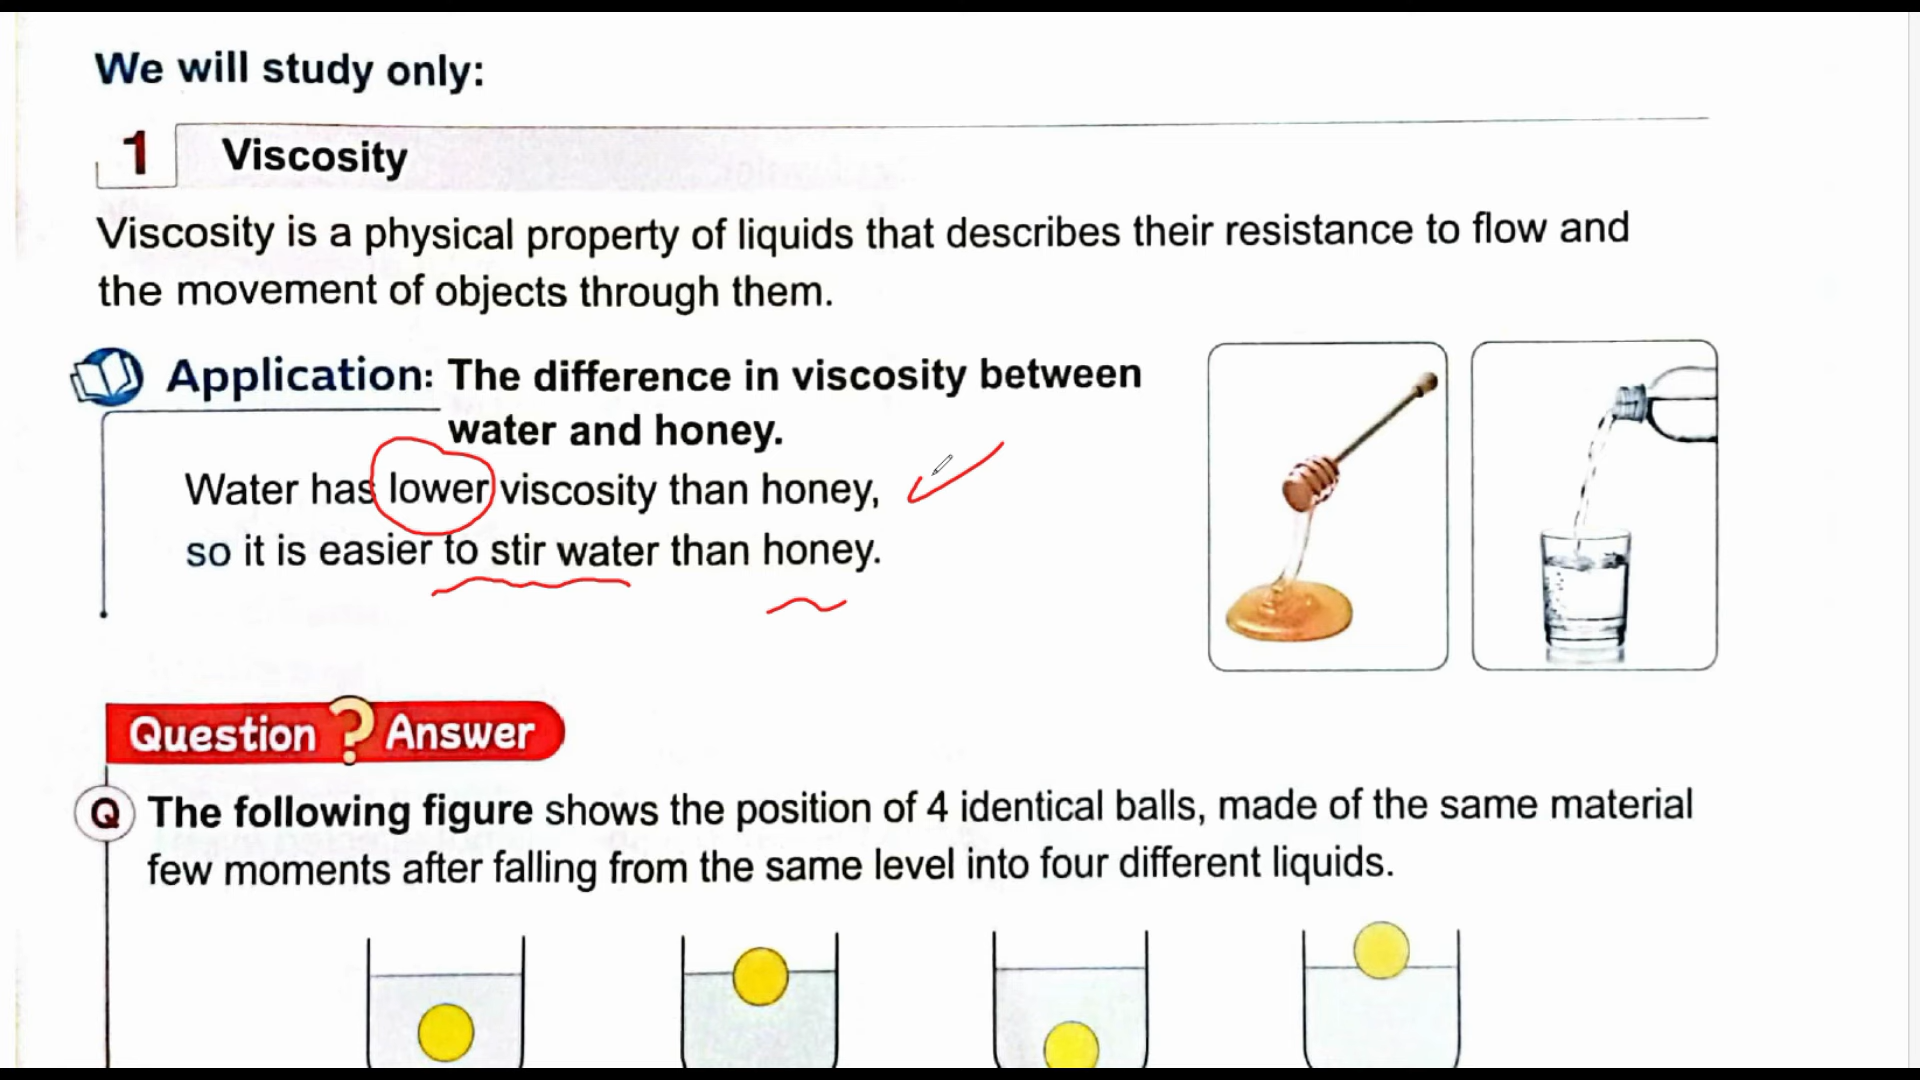 We will study only:
1 Viscosity
Viscosity is a physical property of liquids that describes their resistance to flow and
the movement of objects through them.
Application: The difference in viscosity between
water and honey.
Water has lower viscosity than honey,
so it is easier to stir water than honey.
Question ? Answer
Q The following figure shows the position of 4 identical balls, made of the same material
few moments after falling from the same level into four different liquids.